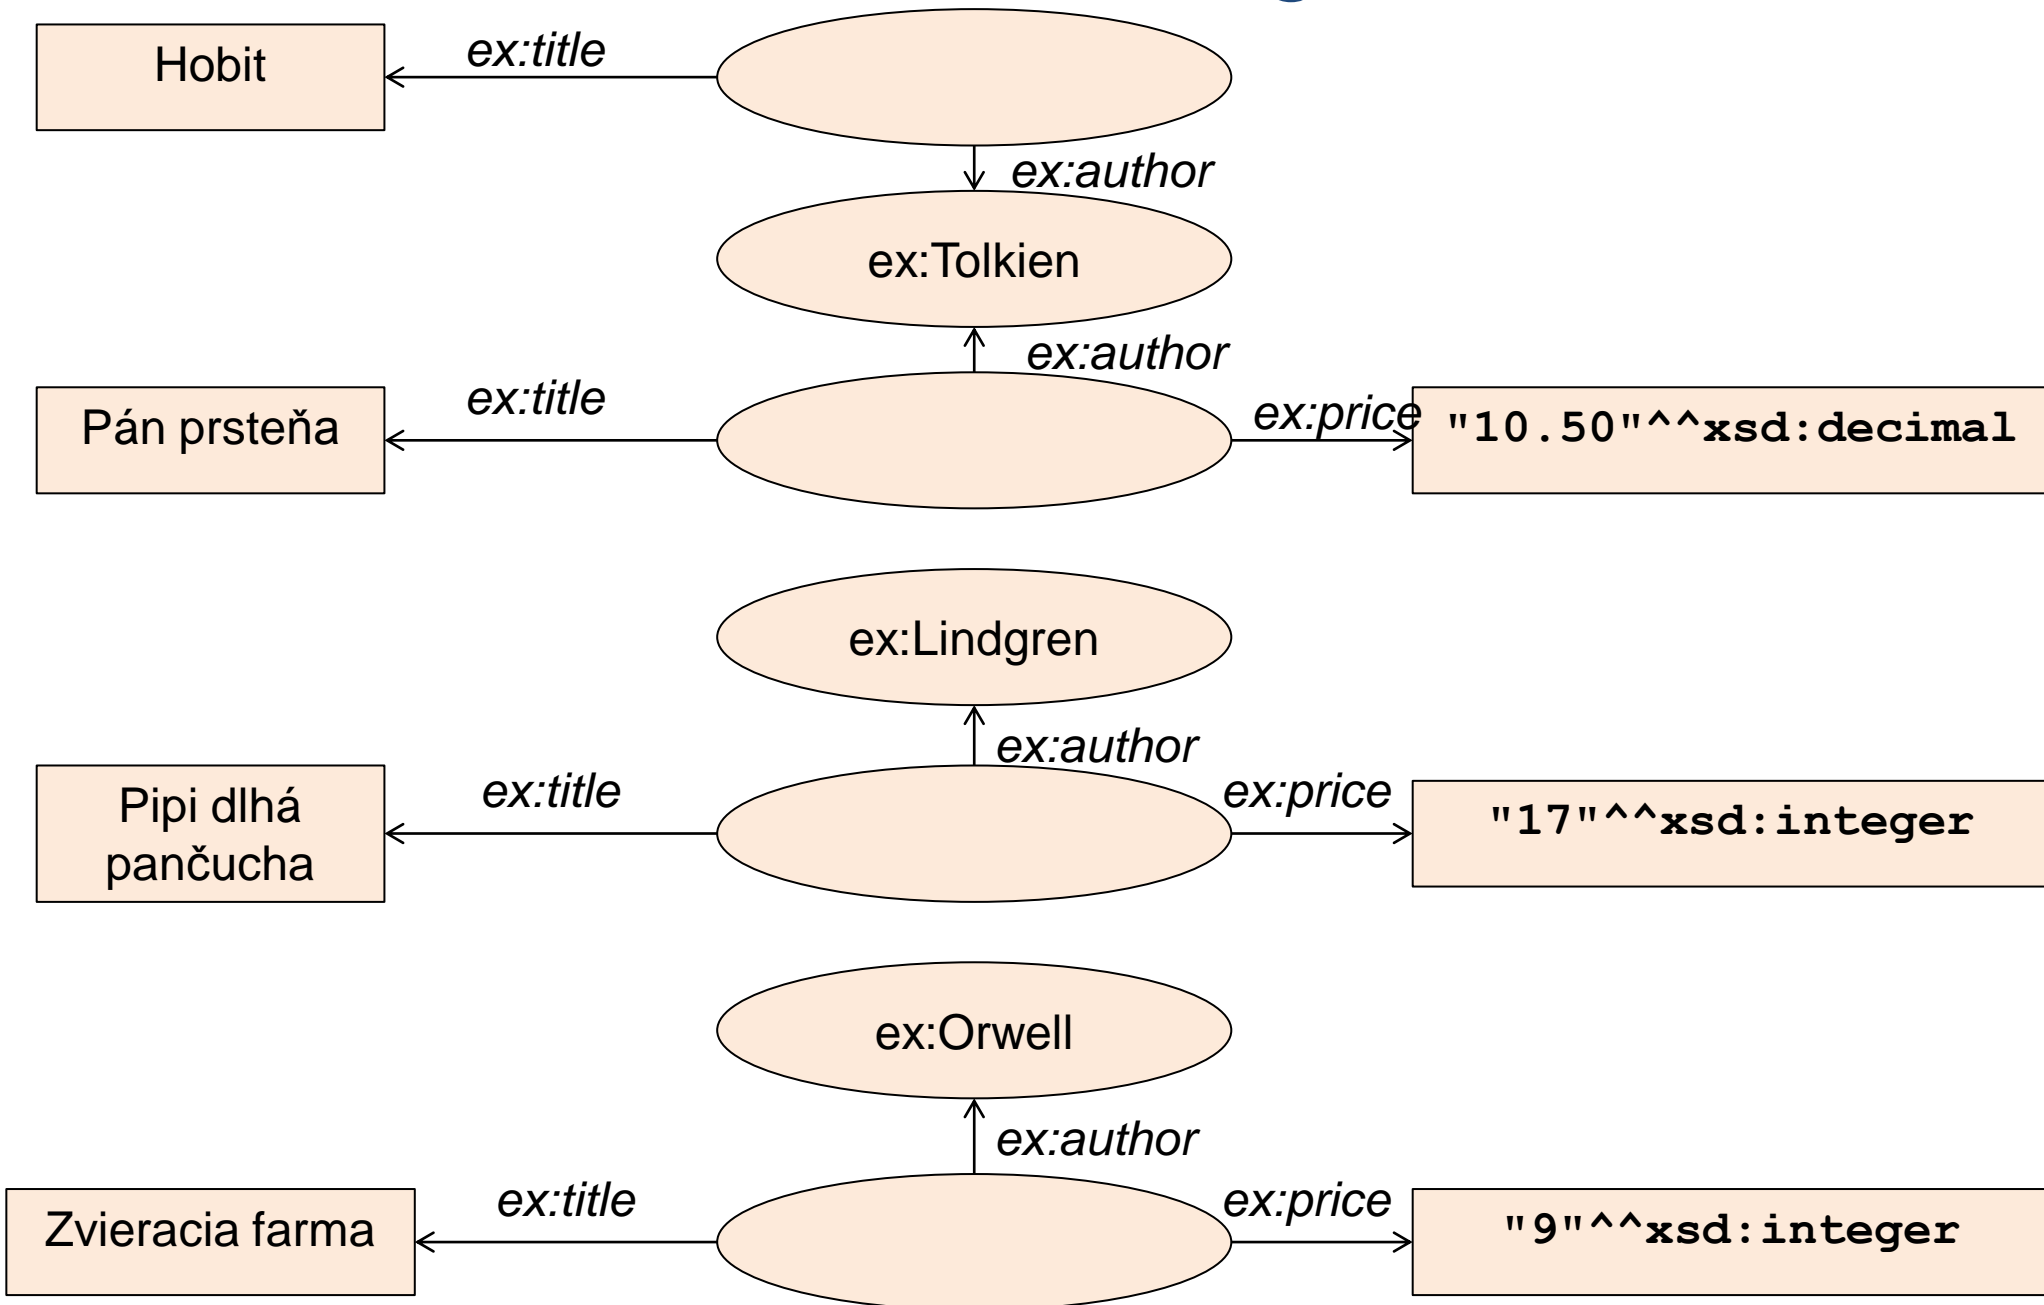 Hobit
ex:title
ex:author
ex:Tolkien
ex:author
Pán prsteňa
ex:title
ex:price
"10.50"^^xsd:decimal
ex:Lindgren
ex:author
Pipi dlhá
pančucha
ex:title
ex:price
"17"^^xsd:integer
ex:Orwell
ex:author
Zvieracia farma
ex:title
ex:price
"9"^^xsd:integer